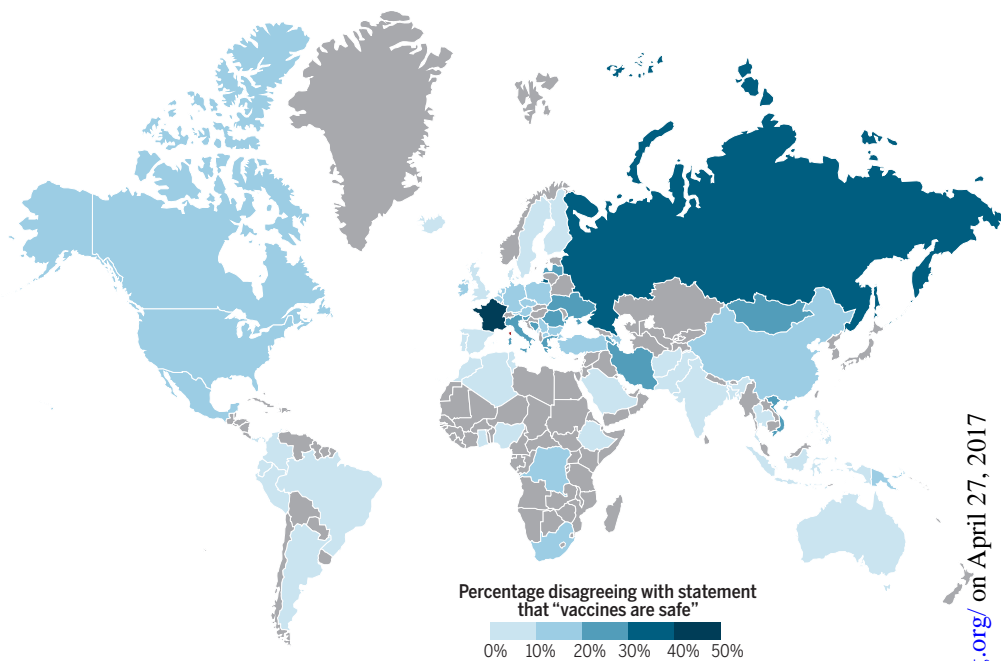 Percentage disagreeing with statement
that “vaccines are safe”
0% 10% 20% 30% 40% 50%
.org/ on April 27, 2017